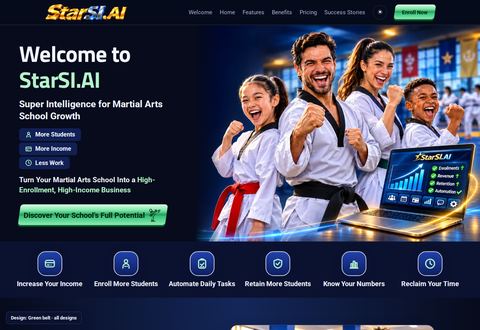 StarSI.AI
Welcome Home Features Benefits Pricing Success Stories
Enroll Now
Welcome to
StarSI.AI
Super Intelligence for Martial Arts
School Growth
More Students
More Income
Less Work
Turn Your Martial Arts School Into a High-
Enrollment, High-Income Business
Discover Your School's Full Potential
StarSI.AI
Enrollments
Revenue
Retention
Automation
Increase Your Income
Enroll More Students
Automate Daily Tasks
Retain More Students
Know Your Numbers
Reclaim Your Time
Design: Green belt - all designs